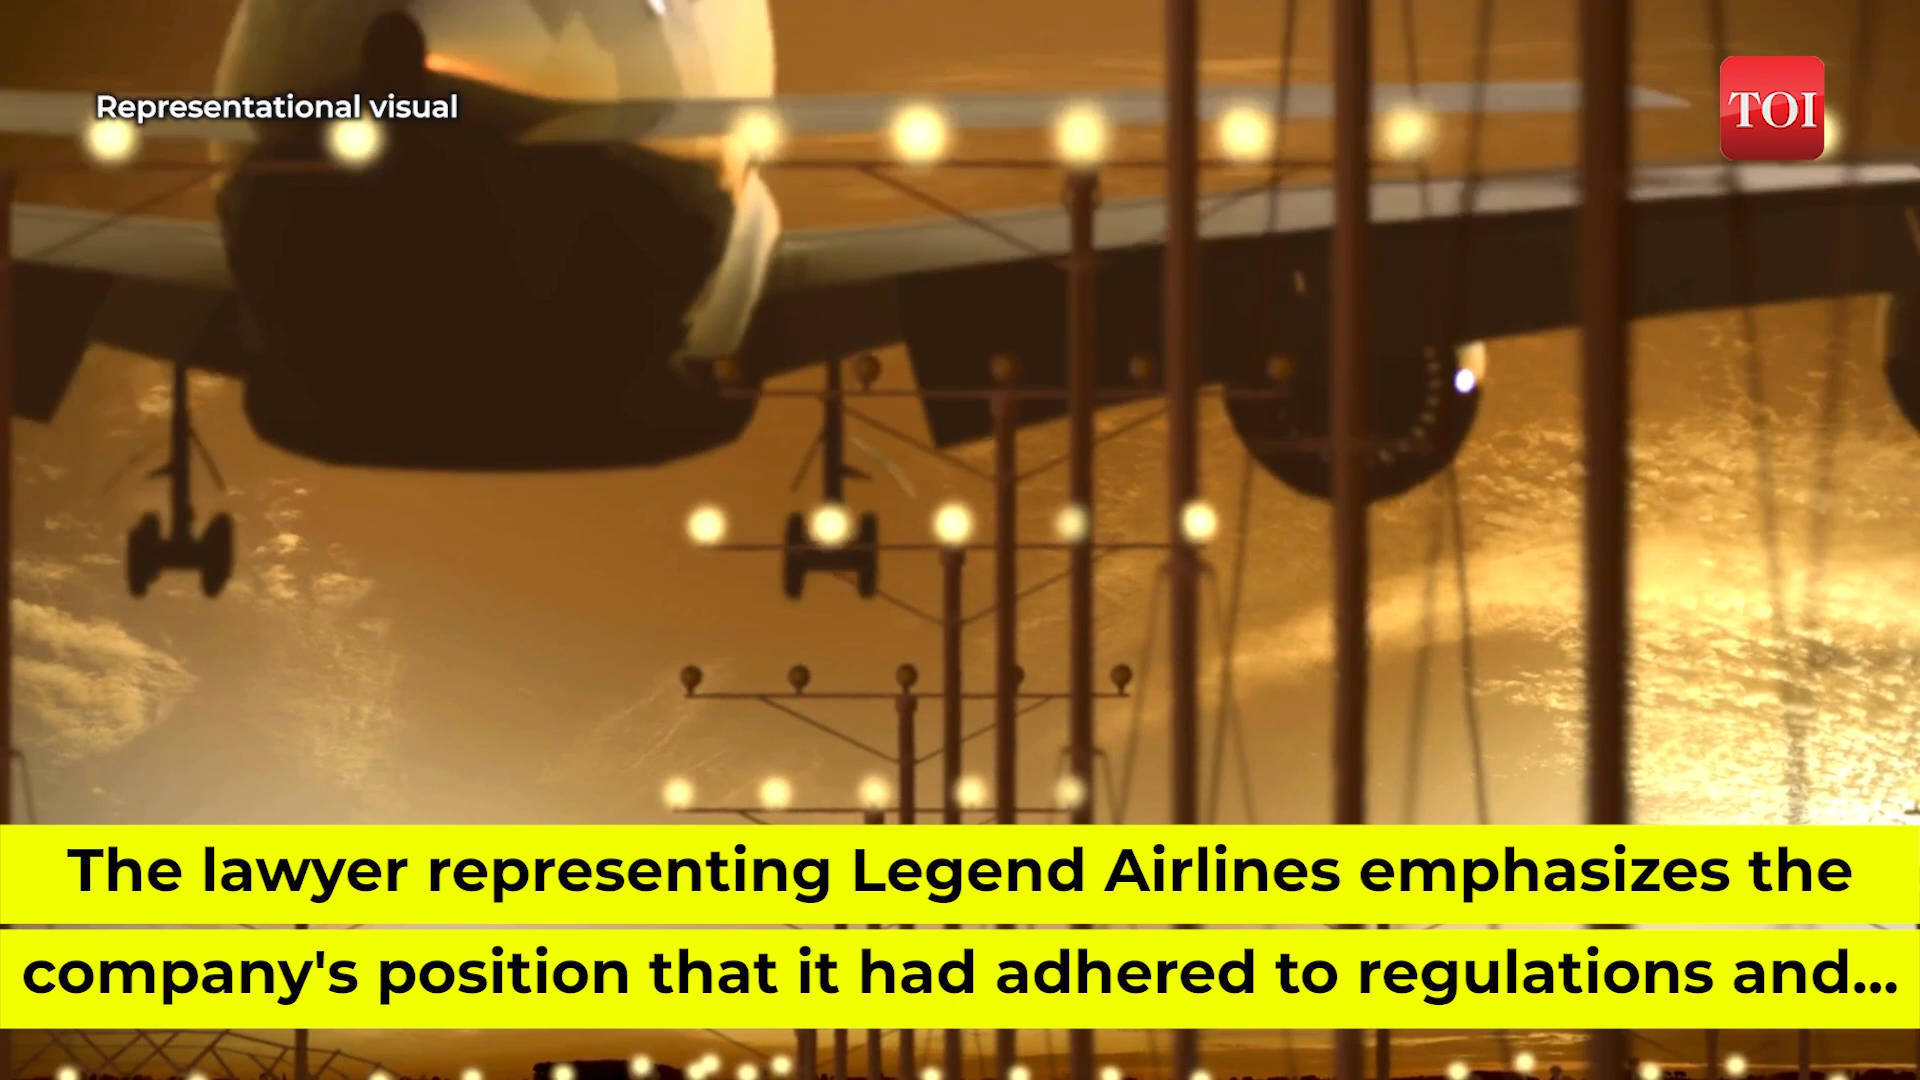 Representational visual
TOI
The lawyer representing Legend Airlines emphasizes the
company's position that it had adhered to regulations and...